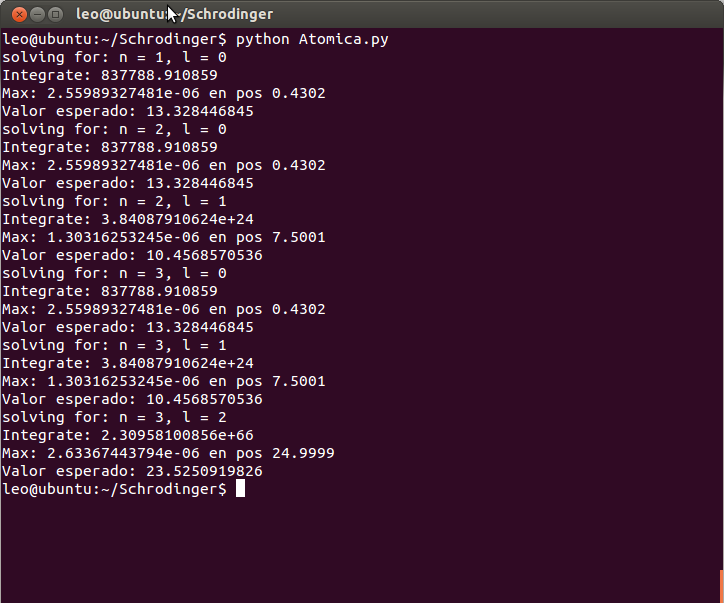 leo@ubuntu: ~/Schrodinger
leo@ubuntu:~/Schrodinger$ python Atomica.py
solving for: n = 1, l = 0
Integrate: 837788.910859
Max: 2.55989327481e-06 en pos 0.4302
Valor esperado: 13.328446845
solving for: n = 2, l = 0
Integrate: 837788.910859
Max: 2.55989327481e-06 en pos 0.4302
Valor esperado: 13.328446845
solving for: n = 2, l = 1
Integrate: 3.84087910624e+24
Max: 1.30316253245e-06 en pos 7.5001
Valor esperado: 10.4568570536
solving for: n = 3, l = 0
Integrate: 837788.910859
Max: 2.55989327481e-06 en pos 0.4302
Valor esperado: 13.328446845
solving for: n = 3, l = 1
Integrate: 3.84087910624e+24
Max: 1.30316253245e-06 en pos 7.5001
Valor esperado: 10.4568570536
solving for: n = 3, l = 2
Integrate: 2.30958100856e+66
Max: 2.63367443794e-06 en pos 24.9999
Valor esperado: 23.5250919826
leo@ubuntu:~/Schrodinger$